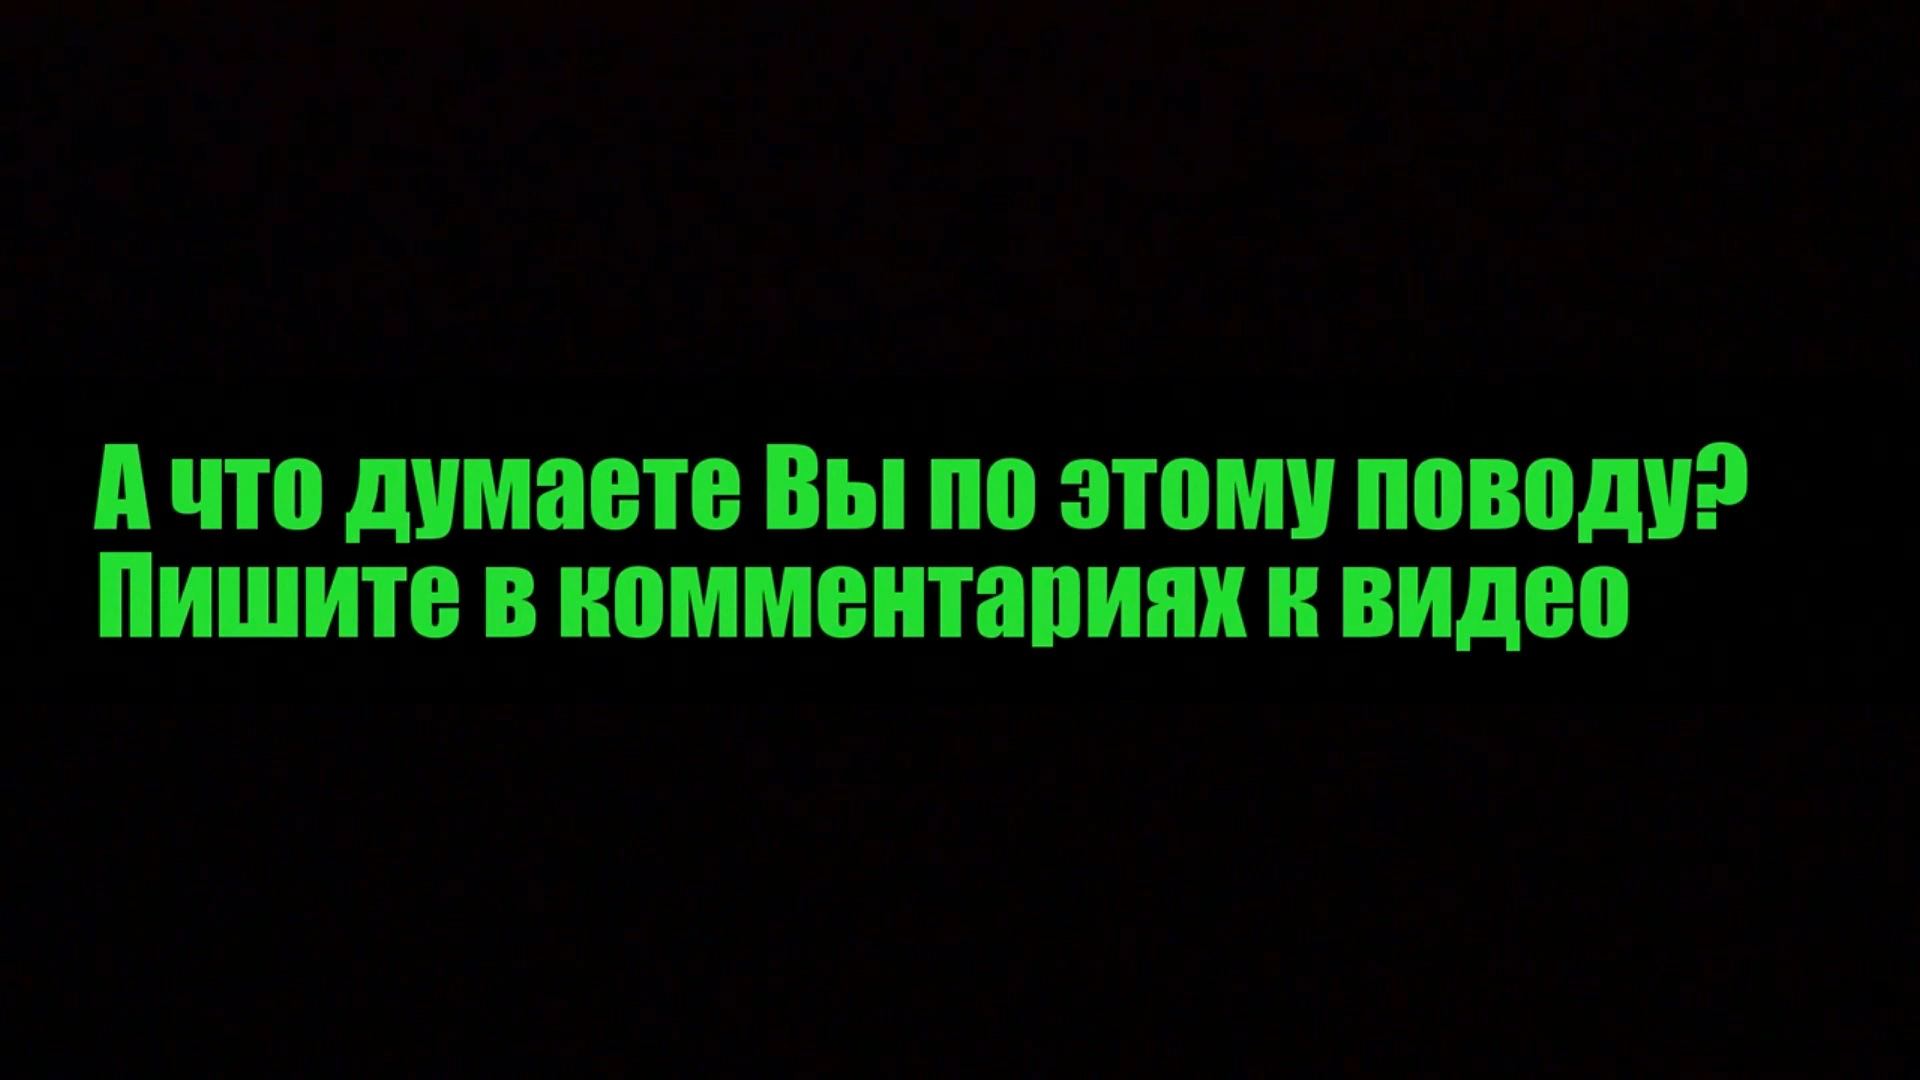 А что думаете Вы по этому поводу?
Пишите в комментариях к видео